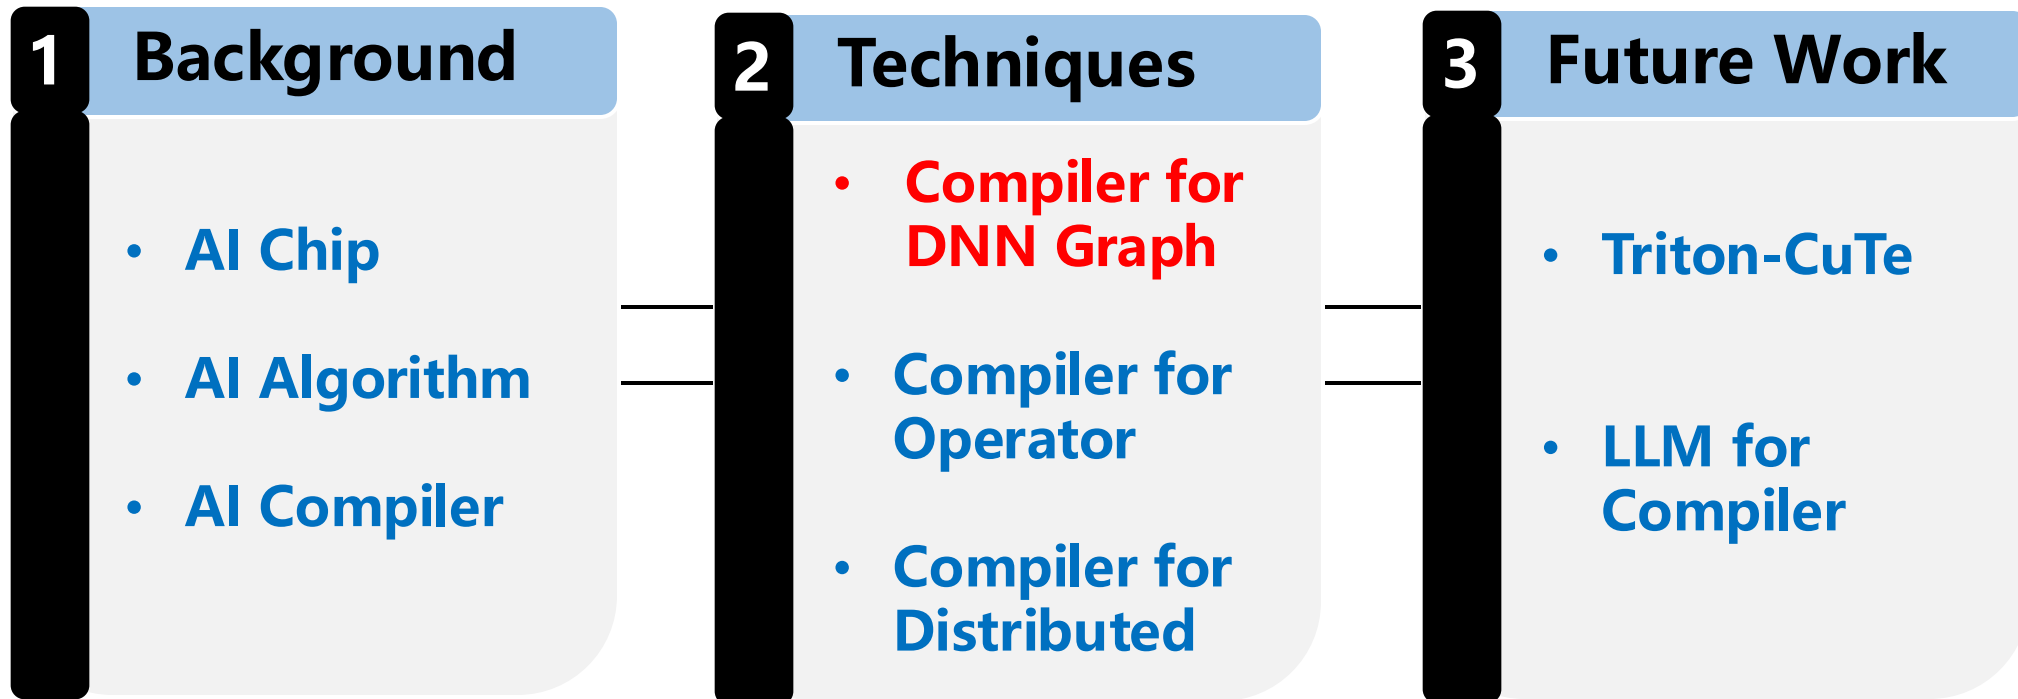 1 Background
• AI Chip
• AI Algorithm
• AI Compiler
2 Techniques
• Compiler for
DNN Graph
• Compiler for
Operator
• Compiler for
Distributed
3 Future Work
• Triton-CuTe
• LLM for
Compiler